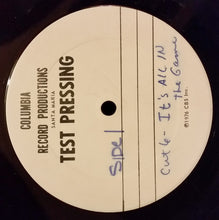 COLUMBIA
RECORD PRODUCTIONS
SANTA MARIA
TEST PRESSING
SIDE 1
Cut 6 - It's ALL IN
the Game
℗1976 CBS Inc.